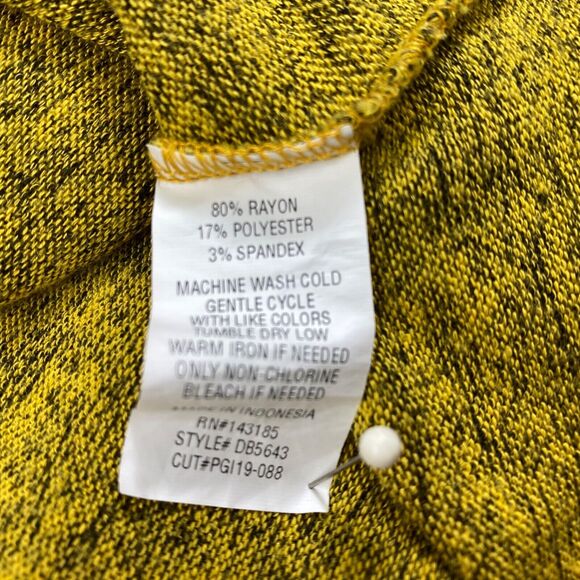 80% RAYON
17% POLYESTER
3% SPANDEX
MACHINE WASH COLD
GENTLE CYCLE
WITH LIKE COLORS
TUMBLE DRY LOW
WARM IRON IF NEEDED
ONLY NON-CHLORINE
BLEACH IF NEEDED
MADE IN INDONESIA
RN#143185
STYLE# DB5643
CUT#PGI19-088